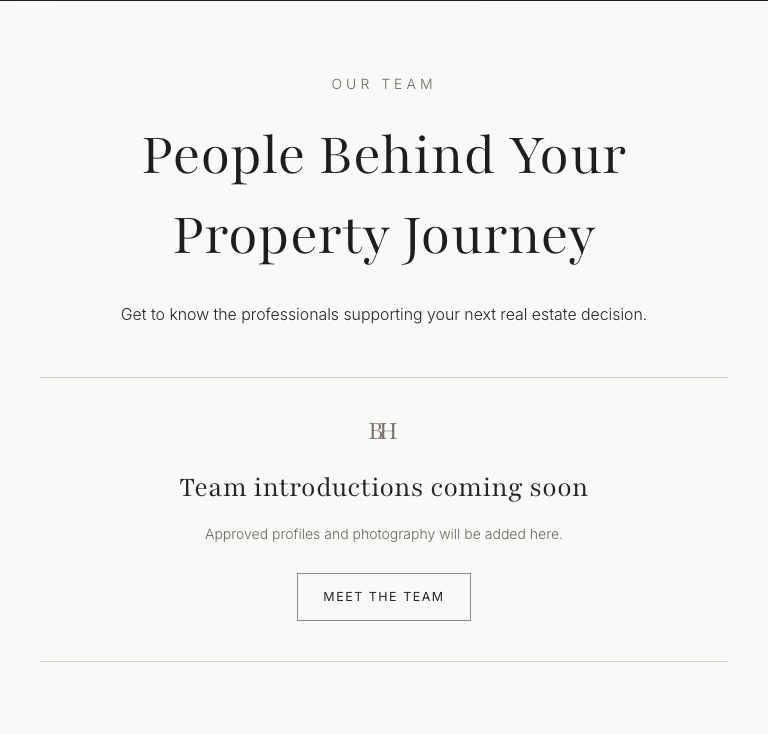 OUR TEAM
People Behind Your
Property Journey
Get to know the professionals supporting your next real estate decision.
BH
Team introductions coming soon
Approved profiles and photography will be added here.
MEET THE TEAM